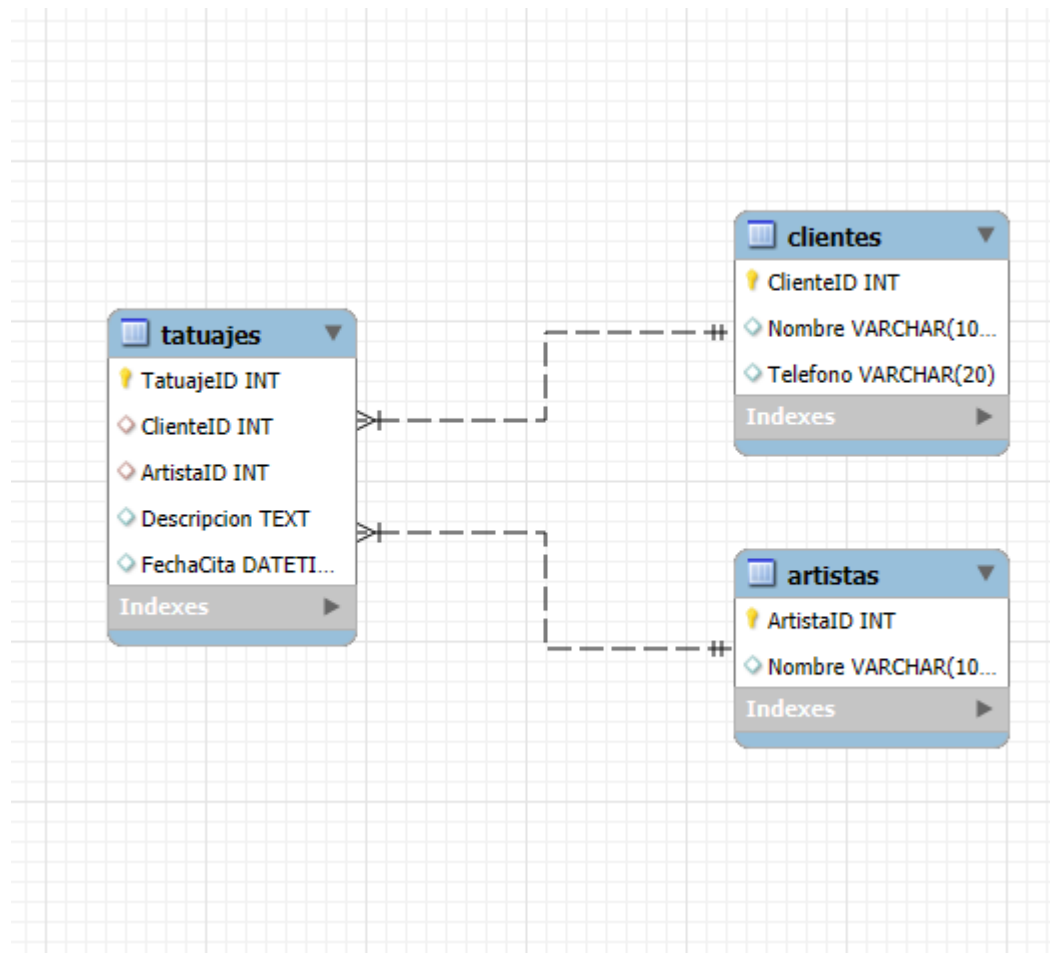 tatuajes
TatuajeID INT
ClienteID INT
ArtistaID INT
Descripcion TEXT
FechaCita DATETI...
Indexes
clientes
ClienteID INT
Nombre VARCHAR(10...
Telefono VARCHAR(20)
Indexes
artistas
ArtistaID INT
Nombre VARCHAR(10...
Indexes